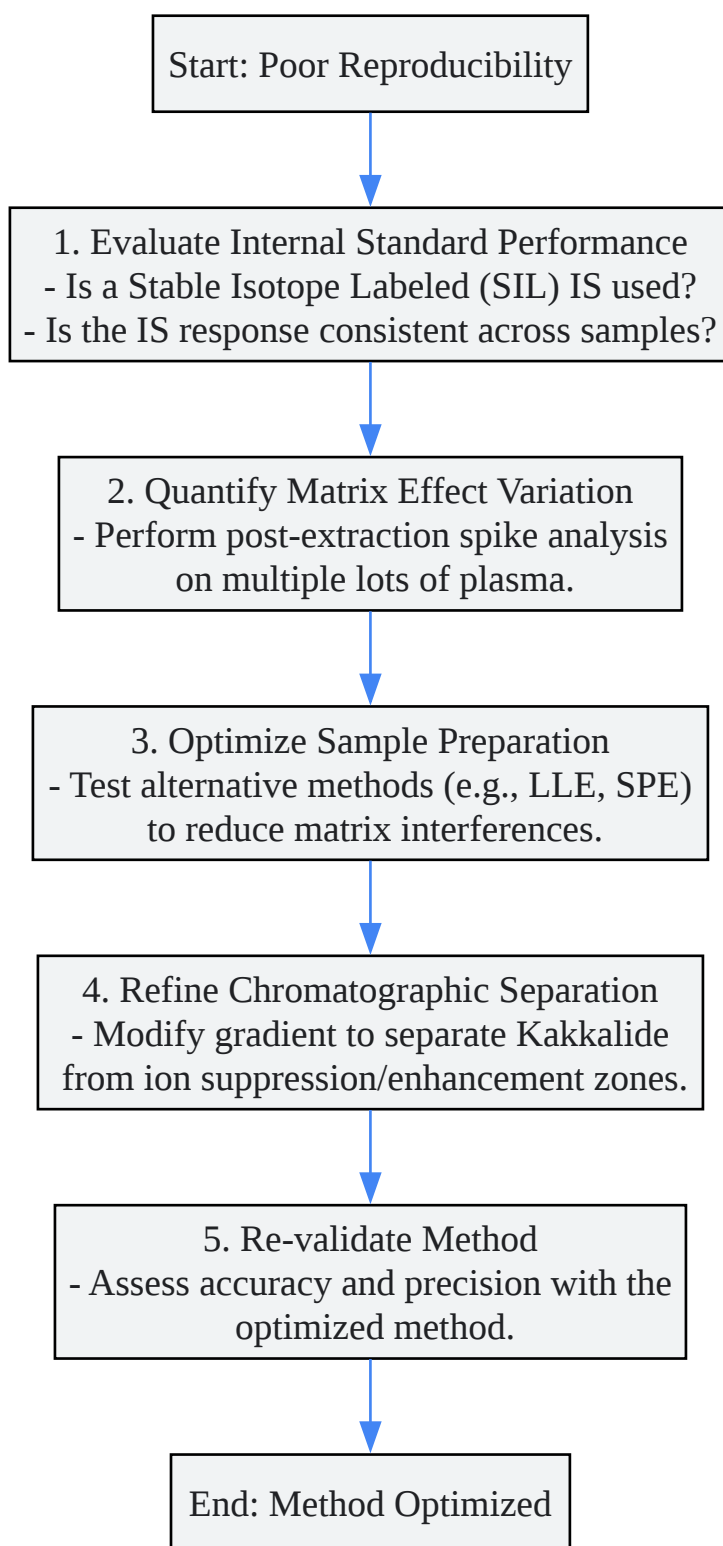 Start: Poor Reproducibility
1. Evaluate Internal Standard Performance
- Is a Stable Isotope Labeled (SIL) IS used?
- Is the IS response consistent across samples?
2. Quantify Matrix Effect Variation
- Perform post-extraction spike analysis
on multiple lots of plasma.
3. Optimize Sample Preparation
- Test alternative methods (e.g., LLE, SPE)
to reduce matrix interferences.
4. Refine Chromatographic Separation
- Modify gradient to separate Kakkalide
from ion suppression/enhancement zones.
5. Re-validate Method
- Assess accuracy and precision with the
optimized method.
End: Method Optimized